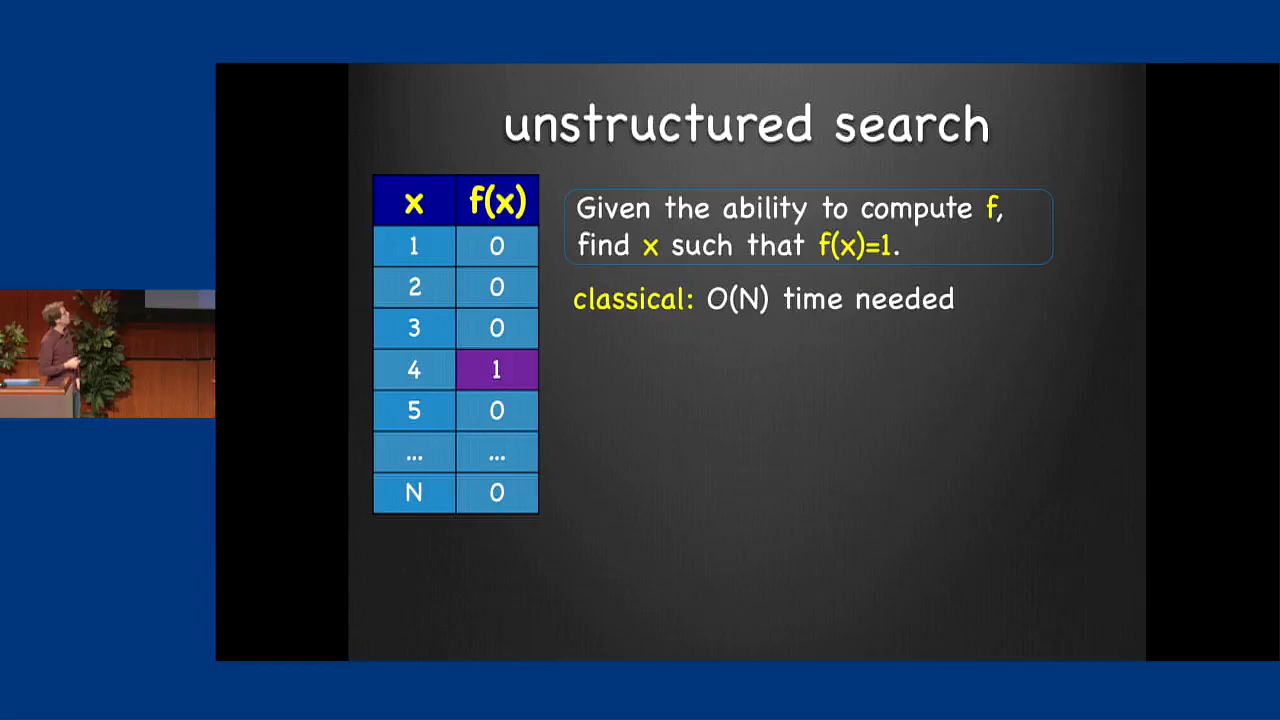 unstructured search
x f(x)
1 0
2 0
3 0
4 1
5 0
... ...
N 0
Given the ability to compute f,
find x such that f(x)=1.
classical: O(N) time needed